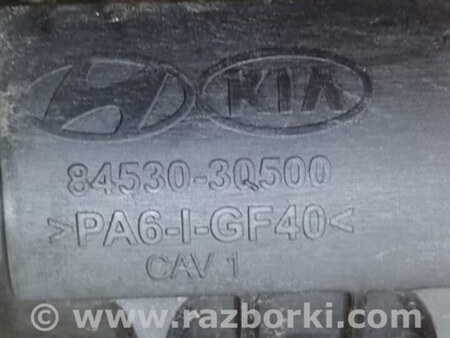 KIA
84530-3Q500
>PA6-I-GF40<
CAV 1
© www.razborki.com